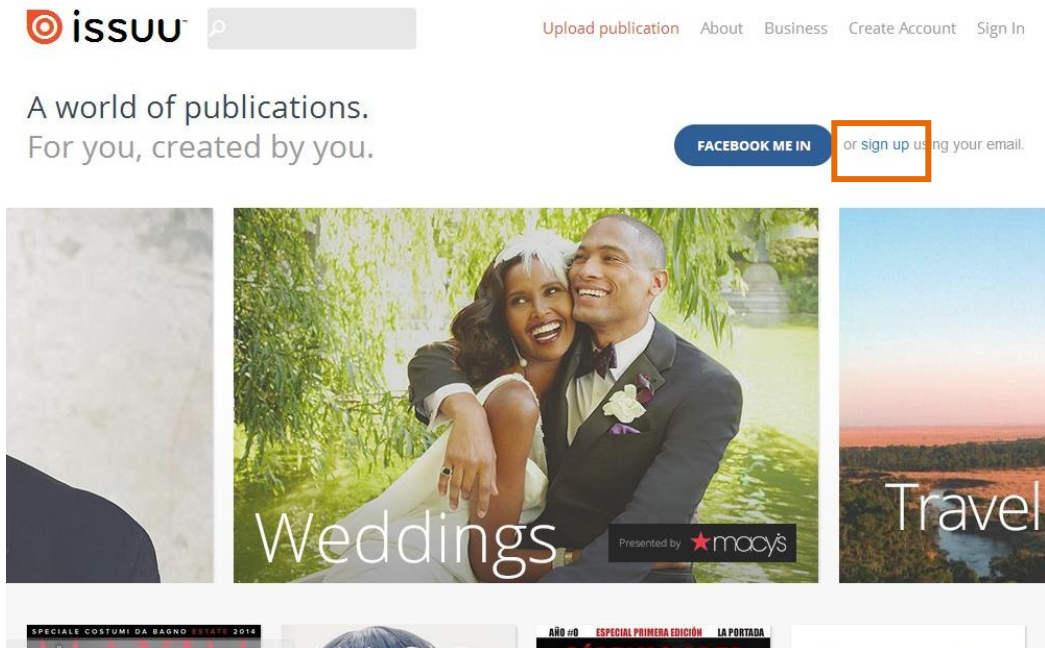 issuu
Upload publication About Business Create Account Sign In
A world of publications.
For you, created by you.
FACEBOOK ME IN or sign up using your email.
Weddings
Presented by macy's
Travel
SPECIALE COSTUMI DA BAGNO ESTATE 2014
AÑO #0 ESPECIAL PRIMERA EDICIÓN LA PORTADA